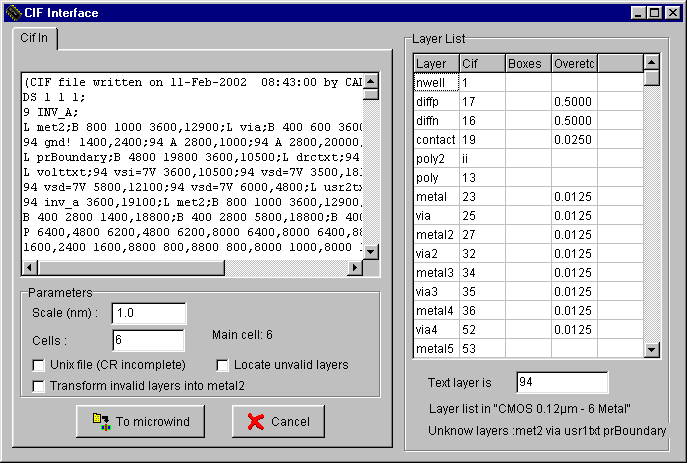 CIF Interface
Cif In
(CIF file written on 11-Feb-2002  08:43:00 by CAD
DS 1 1 1;
9 INV_A;
L met2;B 800 1000 3600,12900;L via;B 400 600 3600
94 gnd! 1400,2400;94 A 2800,1000;94 A 2800,20000,
L prBoundary;B 4800 19800 3600,10500;L drctxt;94
L volttxt;94 vsi=7V 3600,10500;94 vsd=7V 3500,181
94 vsd=7V 5800,12100;94 vsd=7V 6000,4800;L usr2tx
94 inv_a 3600,19100;L met2;B 800 1000 3600,12900
B 400 2800 1400,18800;B 400 2800 5800,18800;B 400
P 6400,4800 6200,4800 6200,8000 6400,8000 6400,88
1600,2400 1600,8800 800,8800 800,8000 1000,8000 1
Parameters
Scale (nm) : 1.0
Cells : 6 Main cell: 6
Unix file (CR incomplete) Locate unvalid layers
Transform invalid layers into metal2
To microwind Cancel
Layer List
Layer Cif Boxes Overetc
nwell 1
diffp 17 0.5000
diffn 16 0.5000
contact 19 0.0250
poly2 ii
poly 13
metal 23 0.0125
via 25 0.0125
metal2 27 0.0125
via2 32 0.0125
metal3 34 0.0125
via3 35 0.0125
metal4 36 0.0125
via4 52 0.0125
metal5 53
Text layer is 94
Layer list in "CMOS 0.12µm - 6 Metal"
Unknow layers :met2 via usr1txt prBoundary